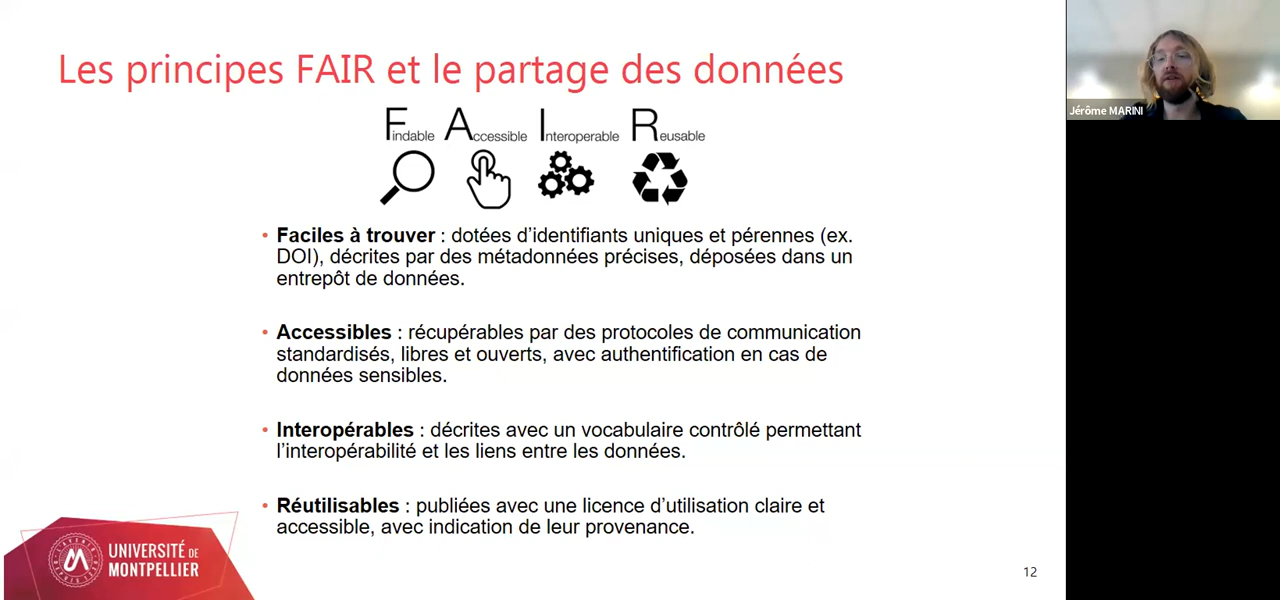 Les principes FAIR et le partage des données
Jérôme MARINI
Findable Accessible Interoperable Reusable
• Faciles à trouver : dotées d’identifiants uniques et pérennes (ex.
DOI), décrites par des métadonnées précises, déposées dans un
entrepôt de données.
• Accessibles : récupérables par des protocoles de communication
standardisés, libres et ouverts, avec authentification en cas de
données sensibles.
• Interopérables : décrites avec un vocabulaire contrôlé permettant
l’interopérabilité et les liens entre les données.
• Réutilisables : publiées avec une licence d’utilisation claire et
accessible, avec indication de leur provenance.
UNIVERSITÉ DE
MONTPELLIER
12